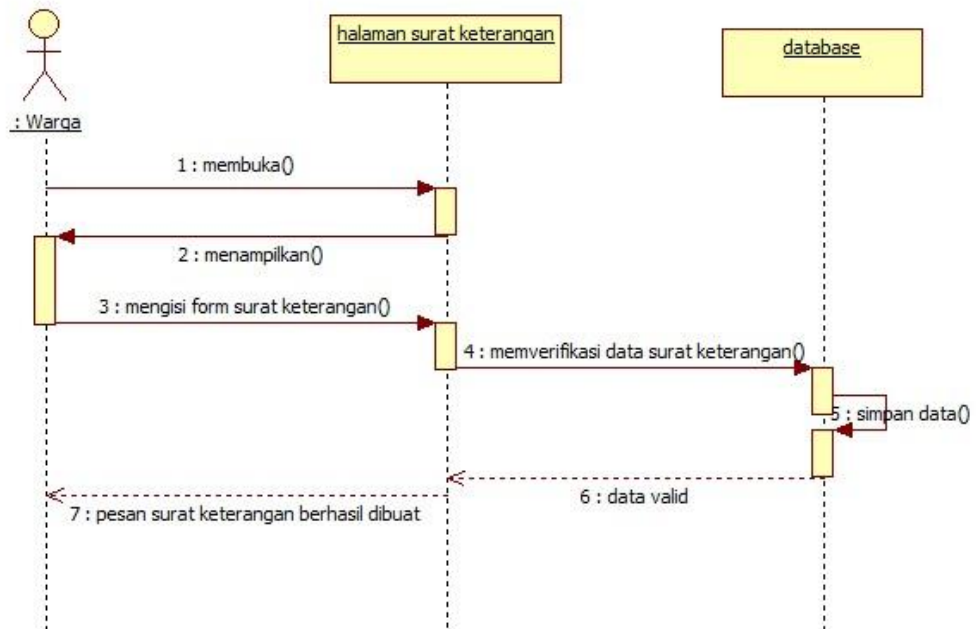 halaman surat keterangan
database
: Warga
1 : membuka()
2 : menampilkan()
3 : mengisi form surat keterangan()
4 : memverifikasi data surat keterangan()
5 : simpan data()
6 : data valid
7 : pesan surat keterangan berhasil dibuat